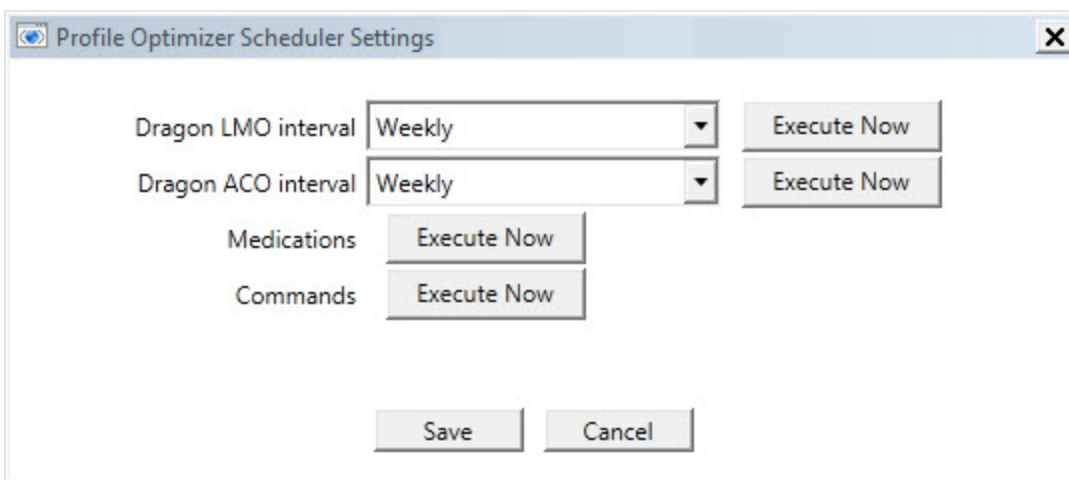 Profile Optimizer Scheduler Settings
Dragon LMO interval Weekly Execute Now
Dragon ACO interval Weekly Execute Now
Medications Execute Now
Commands Execute Now
Save Cancel